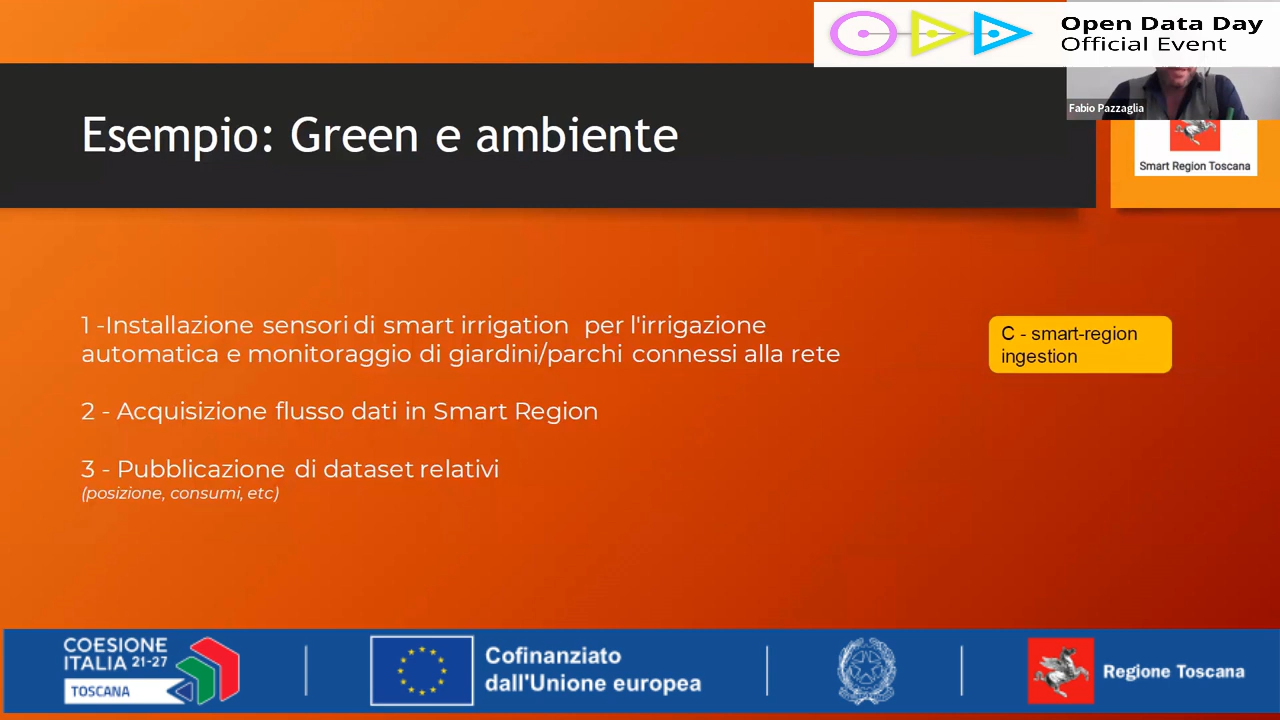 Open Data Day
Official Event
Fabio Pazzaglia
Esempio: Green e ambiente
Smart Region Toscana
1 -Installazione sensori di smart irrigation per l'irrigazione
automatica e monitoraggio di giardini/parchi connessi alla rete
C - smart-region
ingestion
2 - Acquisizione flusso dati in Smart Region
3 - Pubblicazione di dataset relativi
(posizione, consumi, etc)
COESIONE
ITALIA 21-27
TOSCANA
Cofinanziato
dall'Unione europea
Regione Toscana